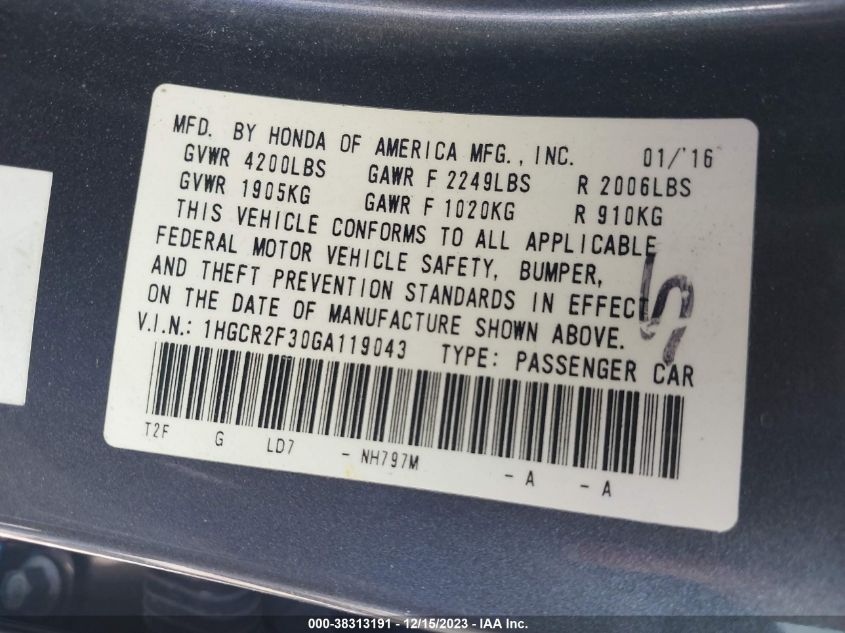 MFD. BY HONDA OF AMERICA MFG., INC. 01/'16
GVWR 4200LBS GAWR F 2249LBS R 2006LBS
GVWR 1905KG GAWR F 1020KG R 910KG
THIS VEHICLE CONFORMS TO ALL APPLICABLE
FEDERAL MOTOR VEHICLE SAFETY, BUMPER,
AND THEFT PREVENTION STANDARDS IN EFFECT
ON THE DATE OF MANUFACTURE SHOWN ABOVE.
V.I.N.: 1HGCR2F30GA119043 TYPE: PASSENGER CAR
T2F G LD7 - NH797M - A - A
000-38313191 - 12/15/2023 - IAA Inc.